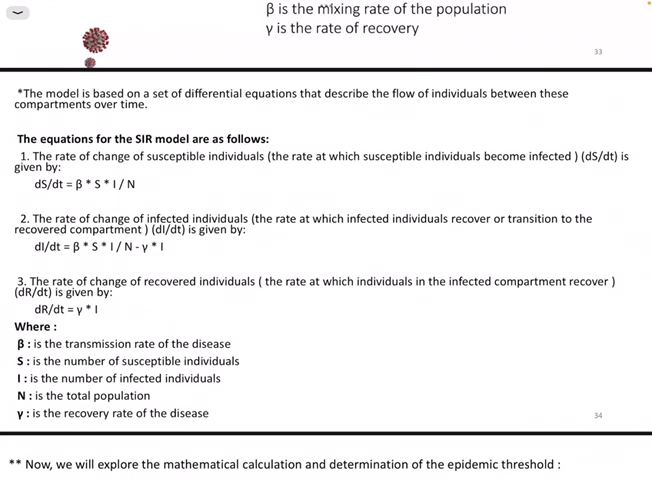 β is the mixing rate of the population
γ is the rate of recovery
33
*The model is based on a set of differential equations that describe the flow of individuals between these
compartments over time.
The equations for the SIR model are as follows:
1. The rate of change of susceptible individuals (the rate at which susceptible individuals become infected ) (dS/dt) is
given by:
dS/dt = β * S * I / N
2. The rate of change of infected individuals (the rate at which infected individuals recover or transition to the
recovered compartment ) (dI/dt) is given by:
dI/dt = β * S * I / N - γ * I
3. The rate of change of recovered individuals ( the rate at which individuals in the infected compartment recover )
(dR/dt) is given by:
dR/dt = γ * I
Where :
β : is the transmission rate of the disease
S : is the number of susceptible individuals
I : is the number of infected individuals
N : is the total population
γ : is the recovery rate of the disease
34
** Now, we will explore the mathematical calculation and determination of the epidemic threshold :